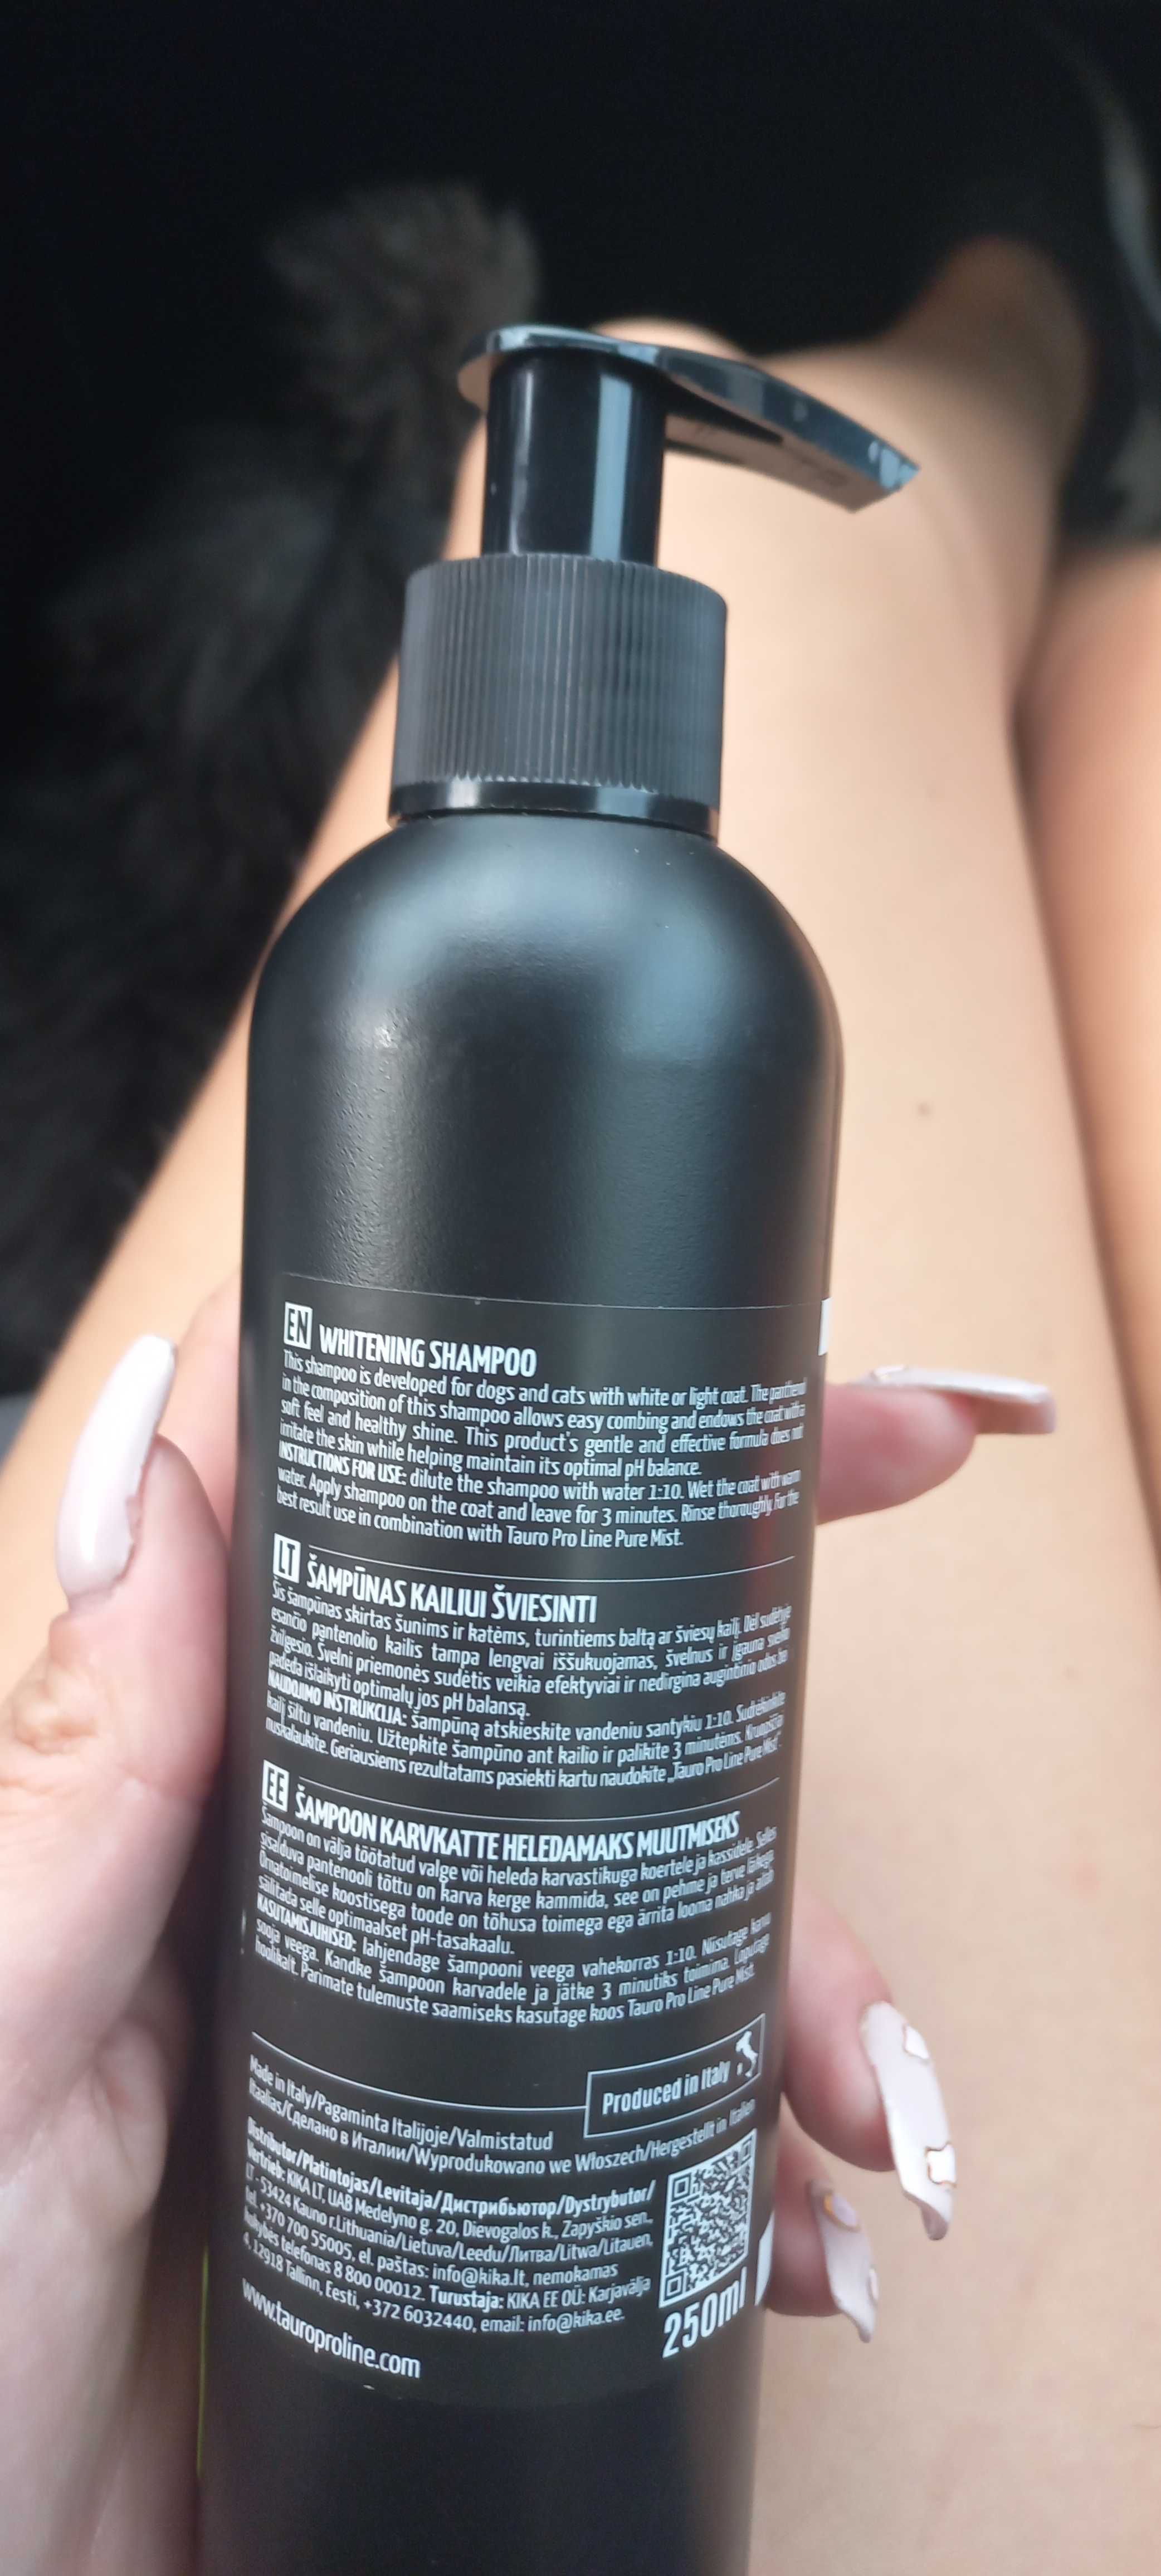 EN WHITENING SHAMPOO
This shampoo is developed for dogs and cats with white or light coat. The panthenol
in the composition of this shampoo allows easy combing and endows the coat with a
soft feel and healthy shine. This product's gentle and effective formula does not
irritate the skin while helping maintain its optimal pH balance.
INSTRUCTIONS FOR USE: dilute the shampoo with water 1:10. Wet the coat with warm
water. Apply shampoo on the coat and leave for 3 minutes. Rinse thoroughly. For the
best result use in combination with Tauro Pro Line Pure Mist.
LT ŠAMPŪNAS KAILIUI ŠVIESINTI
Šis šampūnas skirtas šunims ir katėms, turintiems baltą ar šviesų kailį. Dėl sudėtyje
esančio pantenolio kailis tampa lengvai iššukuojamas, švelnus ir įgauna sveiko
žvilgesio. Švelni priemonės sudėtis veikia efektyviai ir nedirgina augintinio odos bei
padeda išlaikyti optimalų jos pH balansą.
NAUDOJIMO INSTRUKCIJA: šampūną atskieskite vandeniu santykiu 1:10. Sudrėkinkite
kailį šiltu vandeniu. Užtepkite šampūno ant kailio ir palikite 3 minutėms. Kruopščiai
nuskalaukite. Geriausiems rezultatams pasiekti kartu naudokite „Tauro Pro Line Pure Mist".
EE ŠAMPOON KARVKATTE HELEDAMAKS MUUTMISEKS
Šampoon on välja töötatud valge või heleda karvastikuga koertele ja kassidele. Selles
sisalduva pantenooli tõttu on karva kerge kammida, see on pehme ja terve läikega.
Õrnatoimelise koostisega toode on tõhusa toimega ega ärrita looma nahka ja aitab
säilitada selle optimaalset pH-tasakaalu.
KASUTAMISJUHISED: lahjendage šampooni veega vahekorras 1:10. Niisutage karvu
sooja veega. Kandke šampoon karvadele ja jätke 3 minutiks toimima. Loputage
hoolikalt. Parimate tulemuste saamiseks kasutage koos Tauro Pro Line Pure Mist.
Produced in Italy
Made in Italy/Pagaminta Italijoje/Valmistatud
Itaalias/Сделано в Италии/Wyprodukowano we Włoszech/Hergestellt in Italien
Distributor/Platintojas/Levitaja/Дистрибьютор/Dystrybutor/
Vertrieb: KIKA LT, UAB Medelyno g. 20, Dievogalos k., Zapyškio sen.,
LT - 53424 Kauno r.Lithuania/Lietuva/Leedu/Литва/Litwa/Litauen,
tel. +370 700 55005, el. paštas: info@kika.lt, nemokamas
kokybės telefonas 8 800 00012. Turustaja: KIKA EE OÜ: Karjavälja
4, 12918 Tallinn, Eesti, +372 6032440, email: info@kika.ee.
www.tauroproline.com
250ml